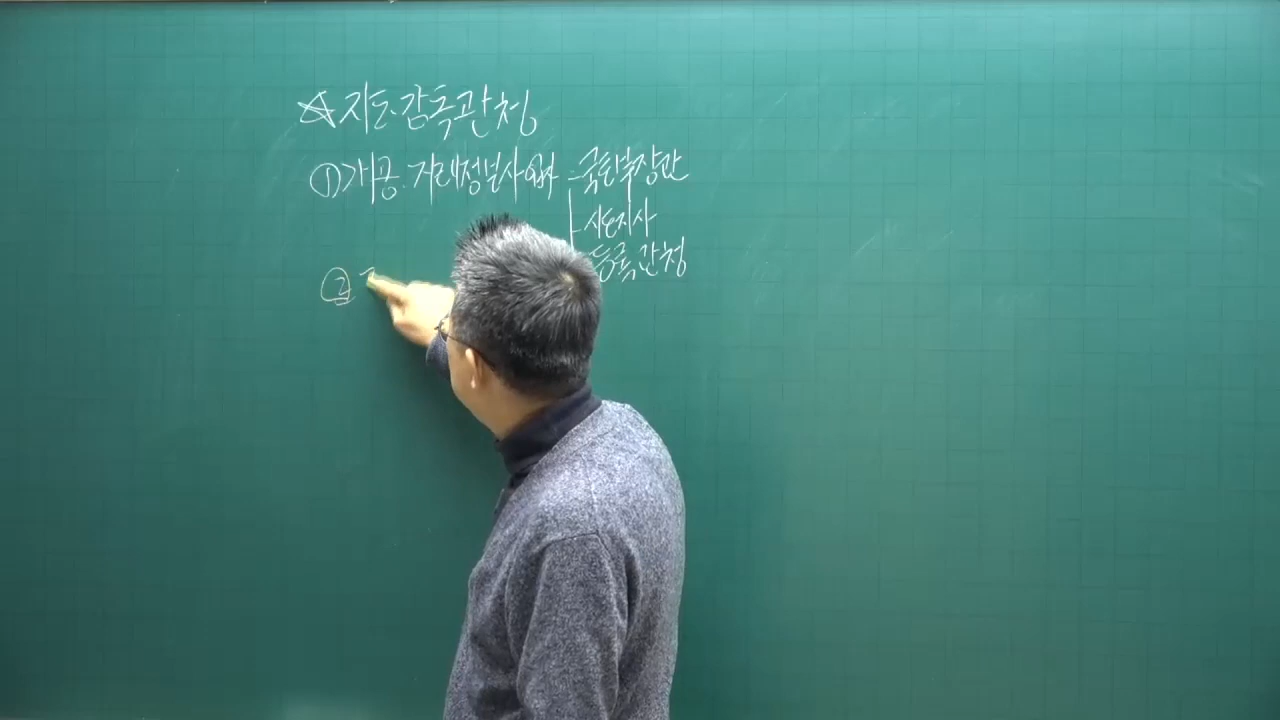 ☆ 지도·감독관청
① 개공·거래정보사업자 - 국토부장관
- 시·도지사
등록관청
②